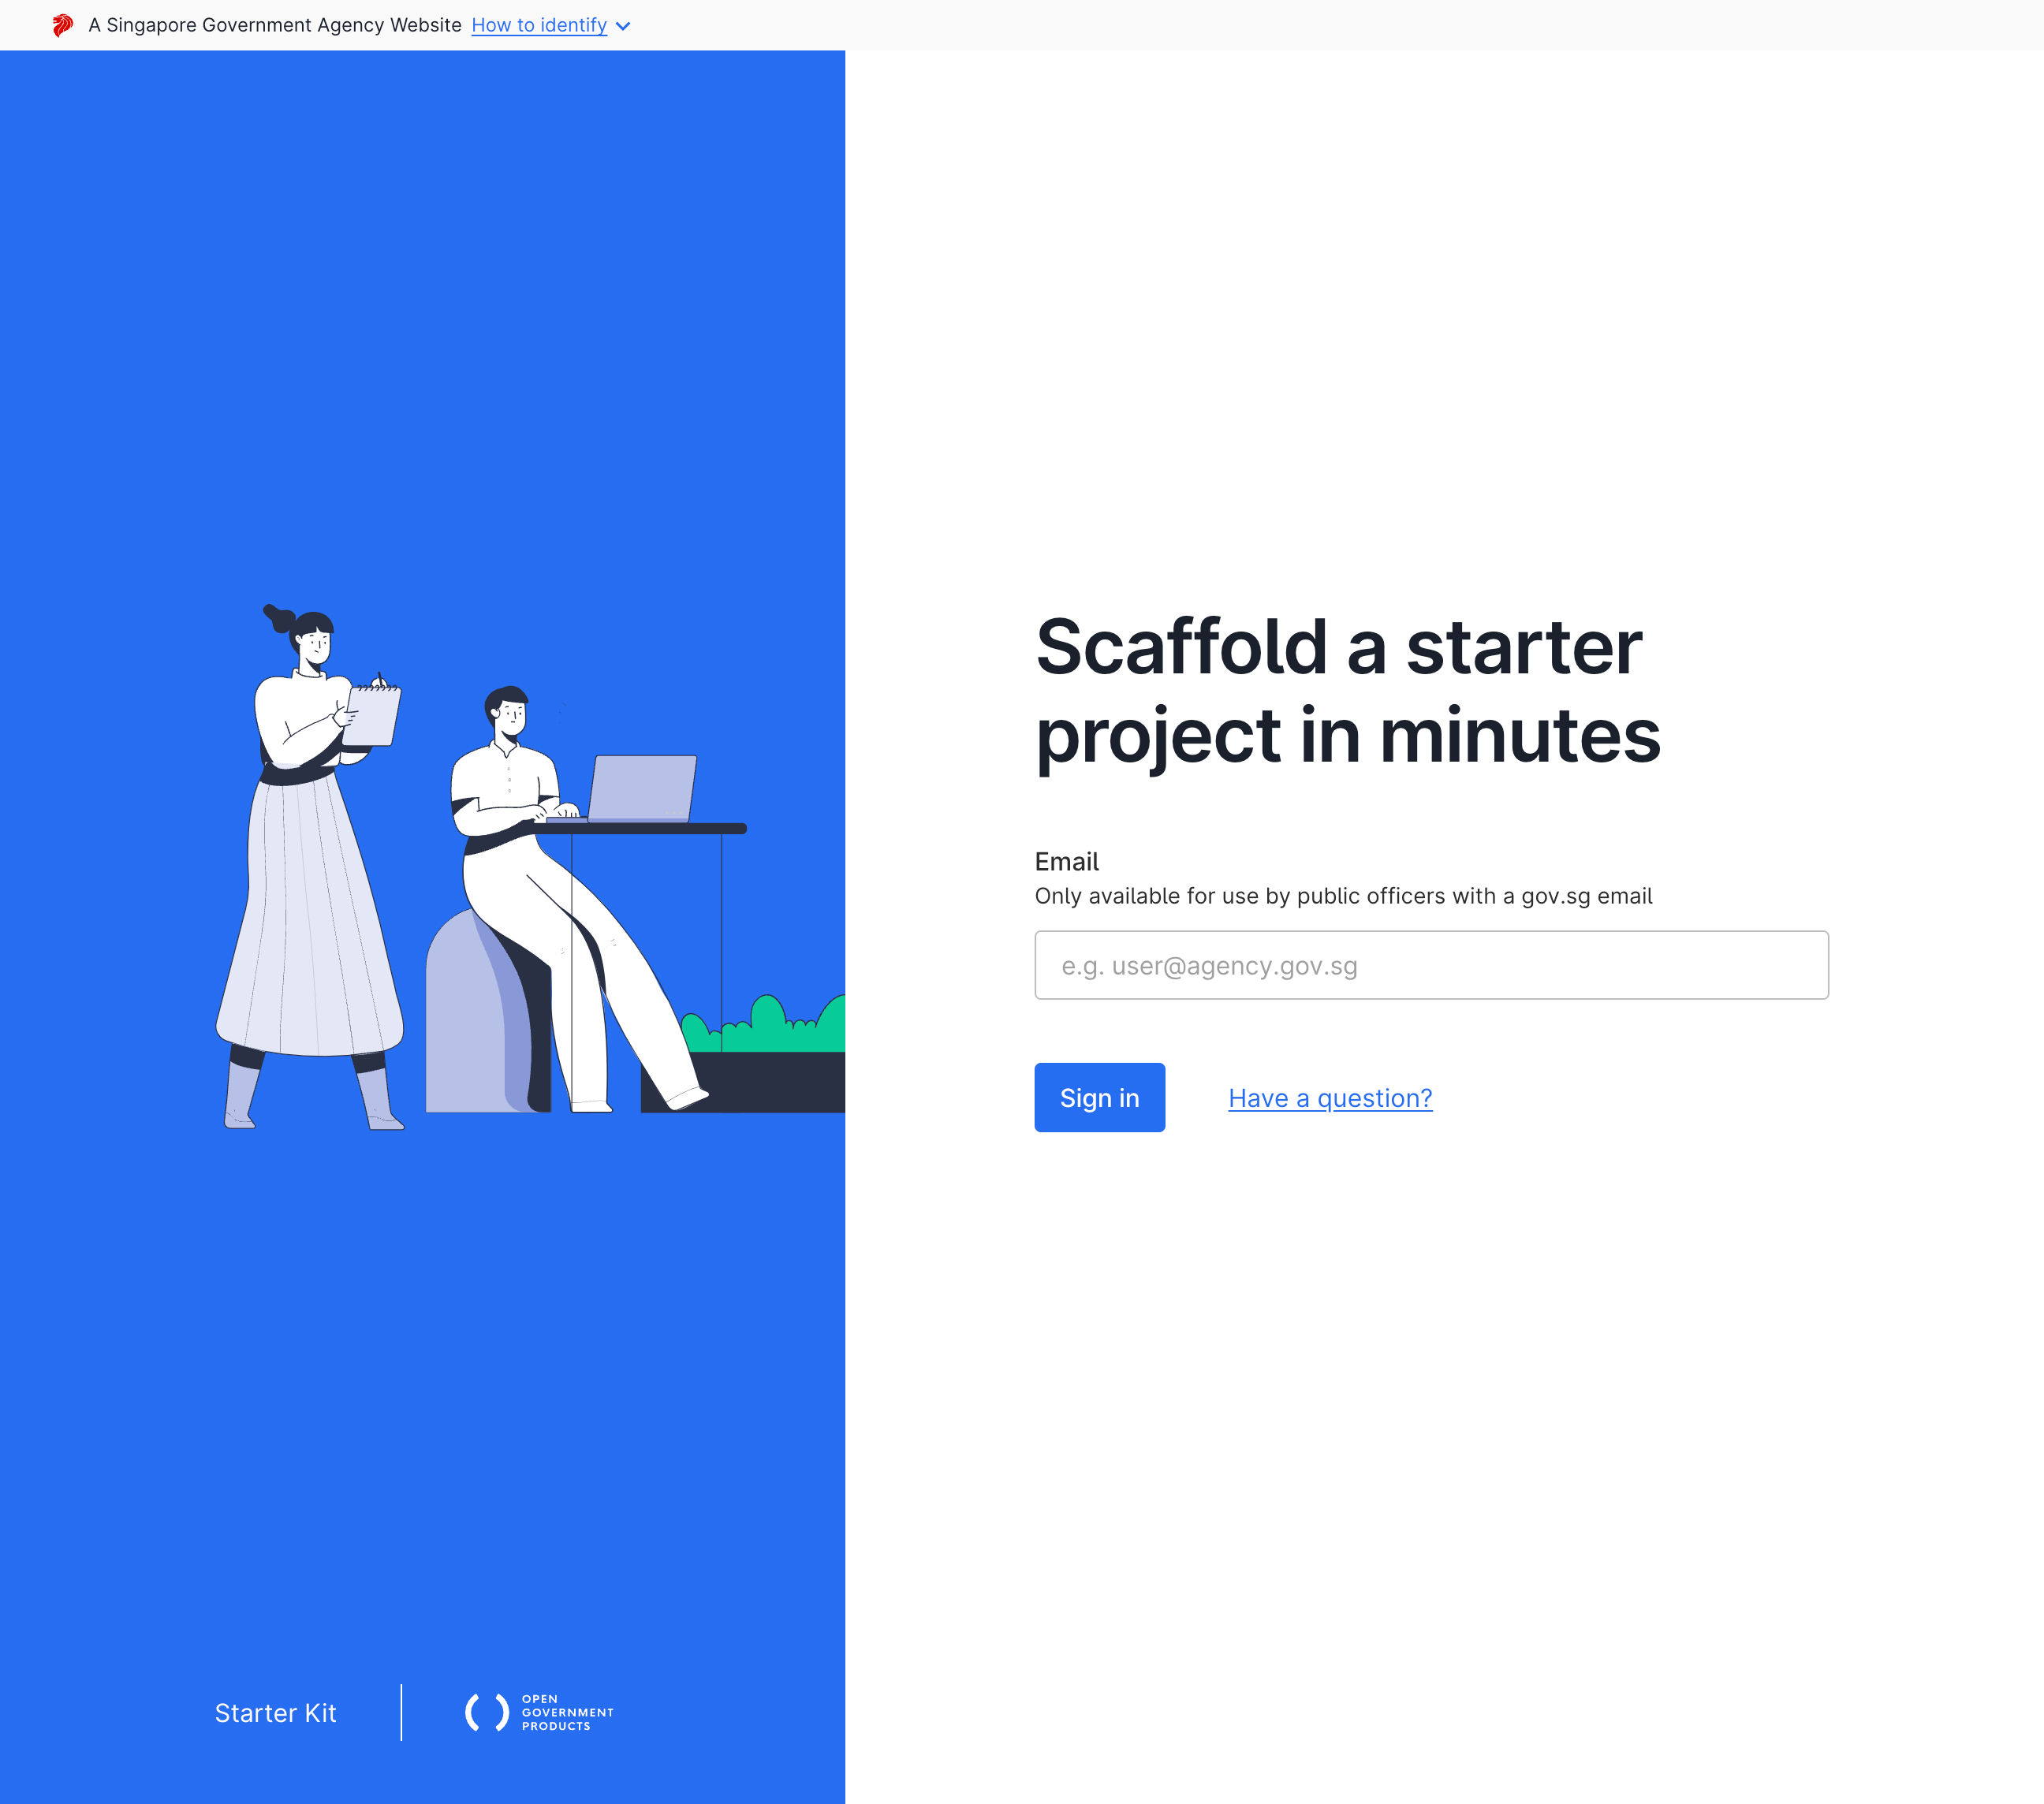 A Singapore Government Agency Website How to identify
Scaffold a starter
project in minutes
Email
Only available for use by public officers with a gov.sg email
e.g. user@agency.gov.sg
Sign in
Have a question?
Starter Kit
OPEN
GOVERNMENT
PRODUCTS